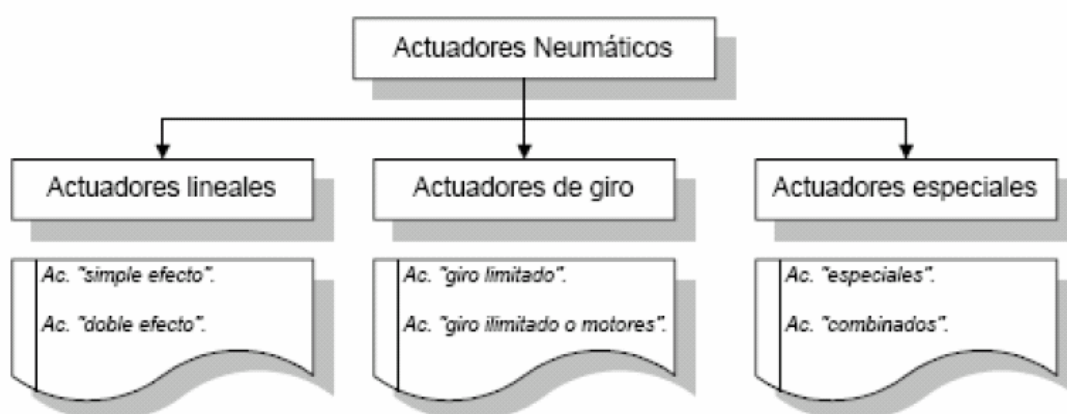 Actuadores Neumáticos
Actuadores lineales
Ac. "simple efecto".
Ac. "doble efecto".
Actuadores de giro
Ac. "giro limitado".
Ac. "giro ilimitado o motores".
Actuadores especiales
Ac. "especiales".
Ac. "combinados".